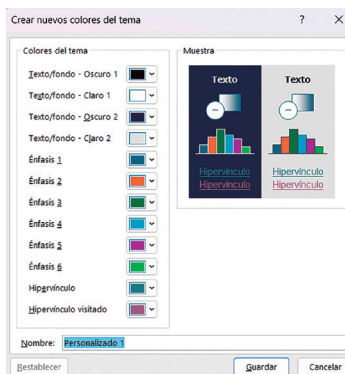 Crear nuevos colores del tema
? ×
Colores del tema
Muestra
Texto/fondo - Oscuro 1
Texto/fondo - Claro 1
Texto/fondo - Oscuro 2
Texto/fondo - Claro 2
Énfasis 1
Énfasis 2
Énfasis 3
Énfasis 4
Énfasis 5
Énfasis 6
Hipervínculo
Hipervínculo visitado
Texto Texto
Hipervínculo Hipervínculo
Hipervínculo Hipervínculo
Nombre: Personalizado 1
Restablecer Guardar Cancelar